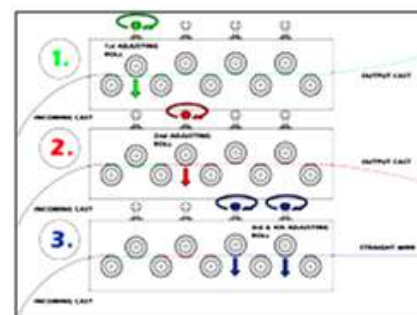 1.
1st ADJUSTING
ROLL
OUTPUT CAST
INCOMING CAST
2.
2nd ADJUSTING
ROLL
OUTPUT CAST
INCOMING CAST
3.
3rd & 4th ADJUSTING
ROLL
STRAIGHT WIRE
INCOMING CAST